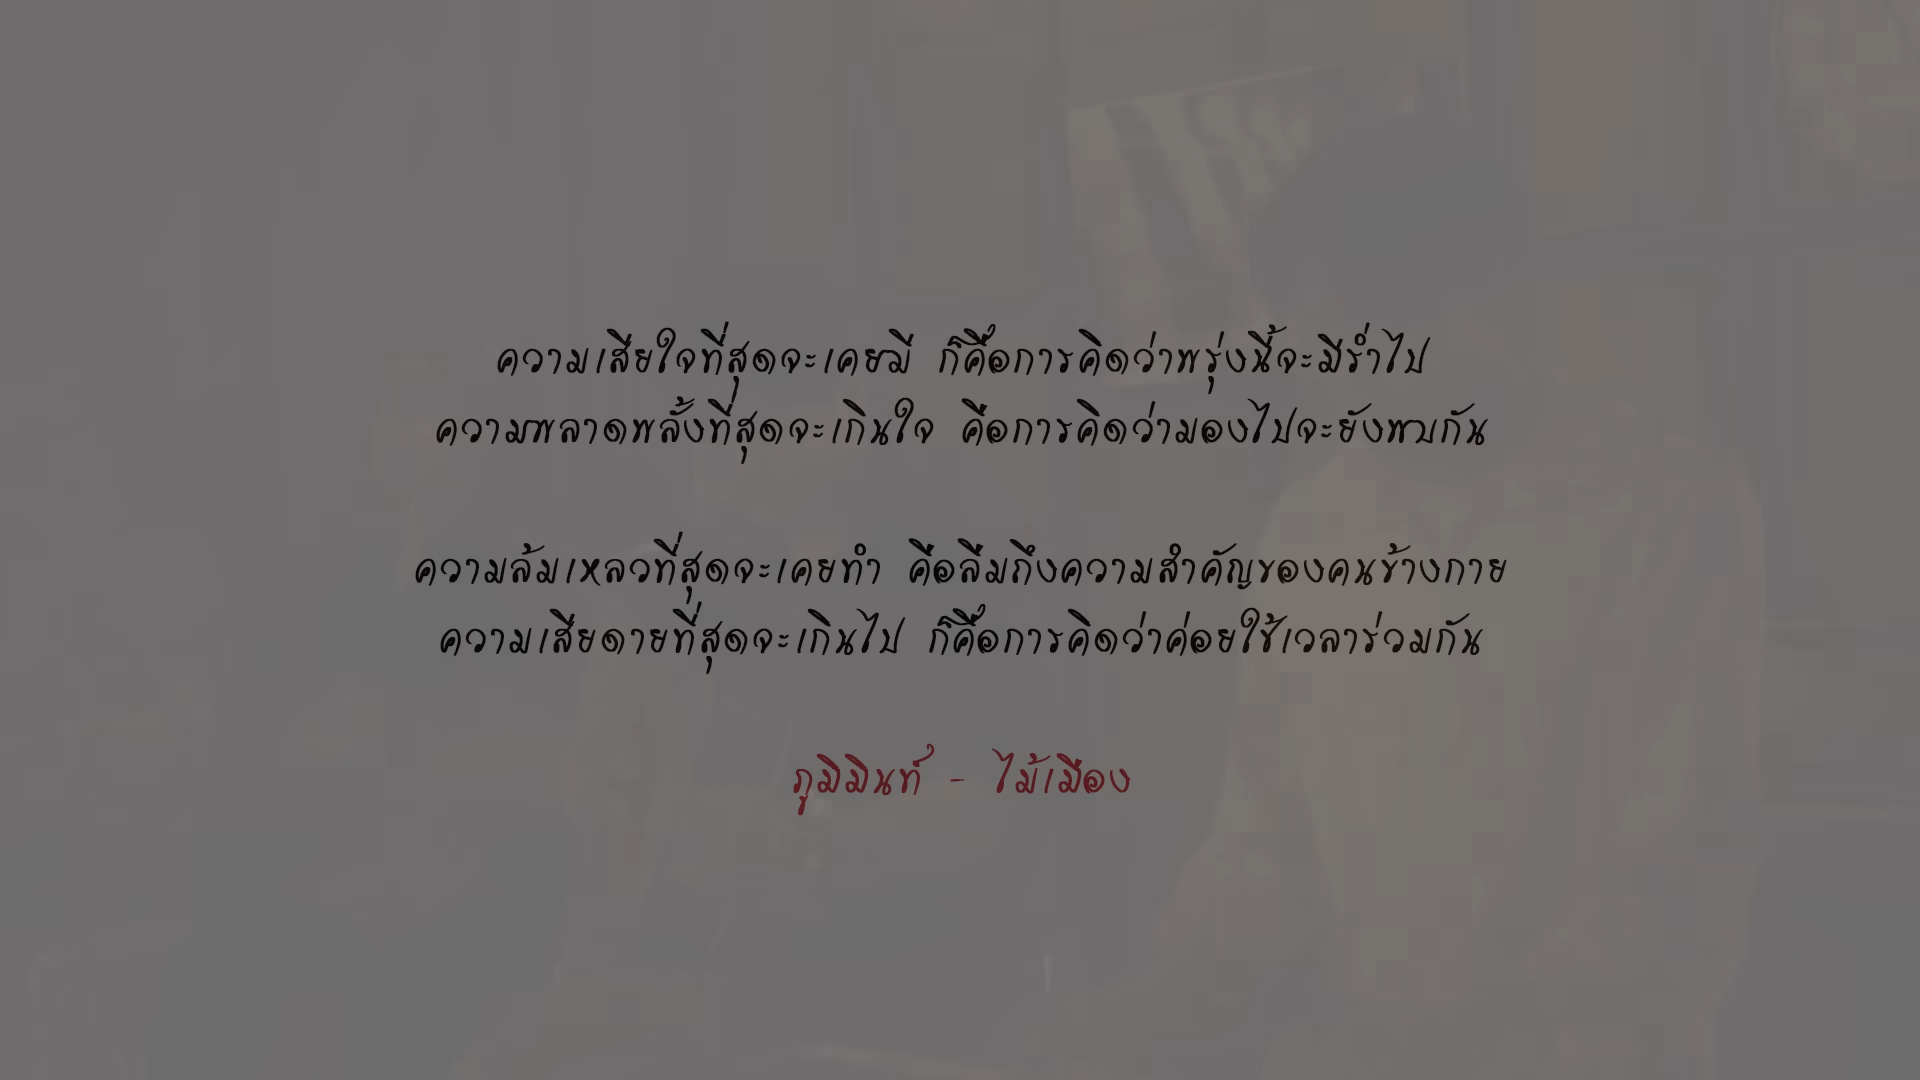 ความเสียใจที่สุดจะเคยมี ก็คือการคิดว่าพรุ่งนี้จะมีร่ำไป
ความพลาดพลั้งที่สุดจะเกินใจ คือการคิดว่ามองไปจะยังพบกัน
ความล้มเหลวที่สุดจะเคยทำ คือลืมถึงความสำคัญของคนข้างกาย
ความเสียดายที่สุดจะเกินไป ก็คือการคิดว่าค่อยใช้เวลาร่วมกัน
ภูมิมินท์ - ไม้เมือง